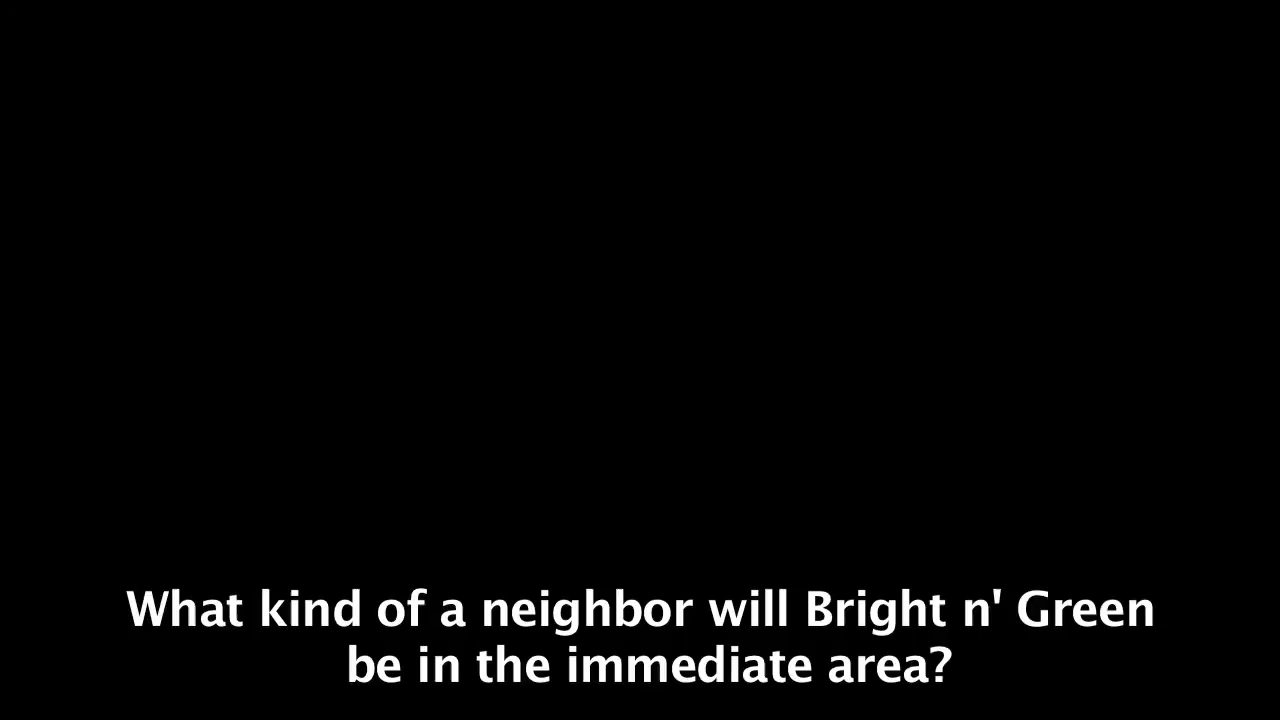 What kind of a neighbor will Bright n' Green
be in the immediate area?